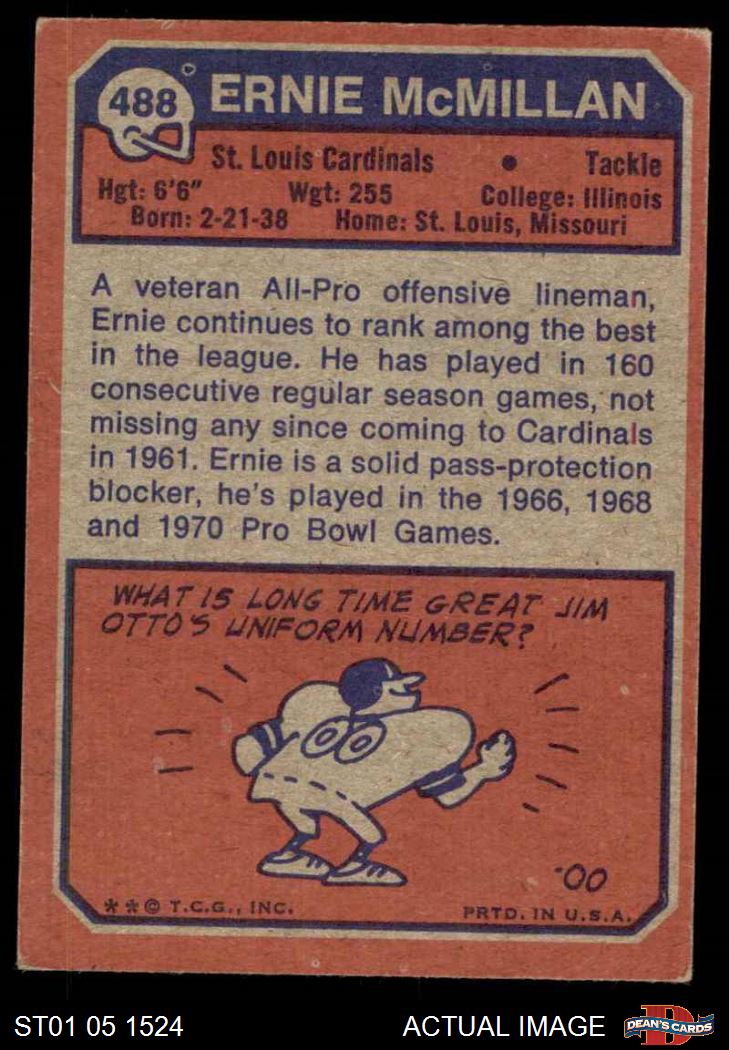 488
ERNIE McMILLAN
St. Louis Cardinals • Tackle
Hgt: 6'6" Wgt: 255 College: Illinois
Born: 2-21-38 Home: St. Louis, Missouri
A veteran All-Pro offensive lineman,
Ernie continues to rank among the best
in the league. He has played in 160
consecutive regular season games, not
missing any since coming to Cardinals
in 1961. Ernie is a solid pass-protection
blocker, he's played in the 1966, 1968
and 1970 Pro Bowl Games.
WHAT IS LONG TIME GREAT JIM
OTTO'S UNIFORM NUMBER?
00
-00
**© T.C.G., INC. PRTD. IN U.S.A.
ST01 05 1524 ACTUAL IMAGE D DEAN'S CARDS